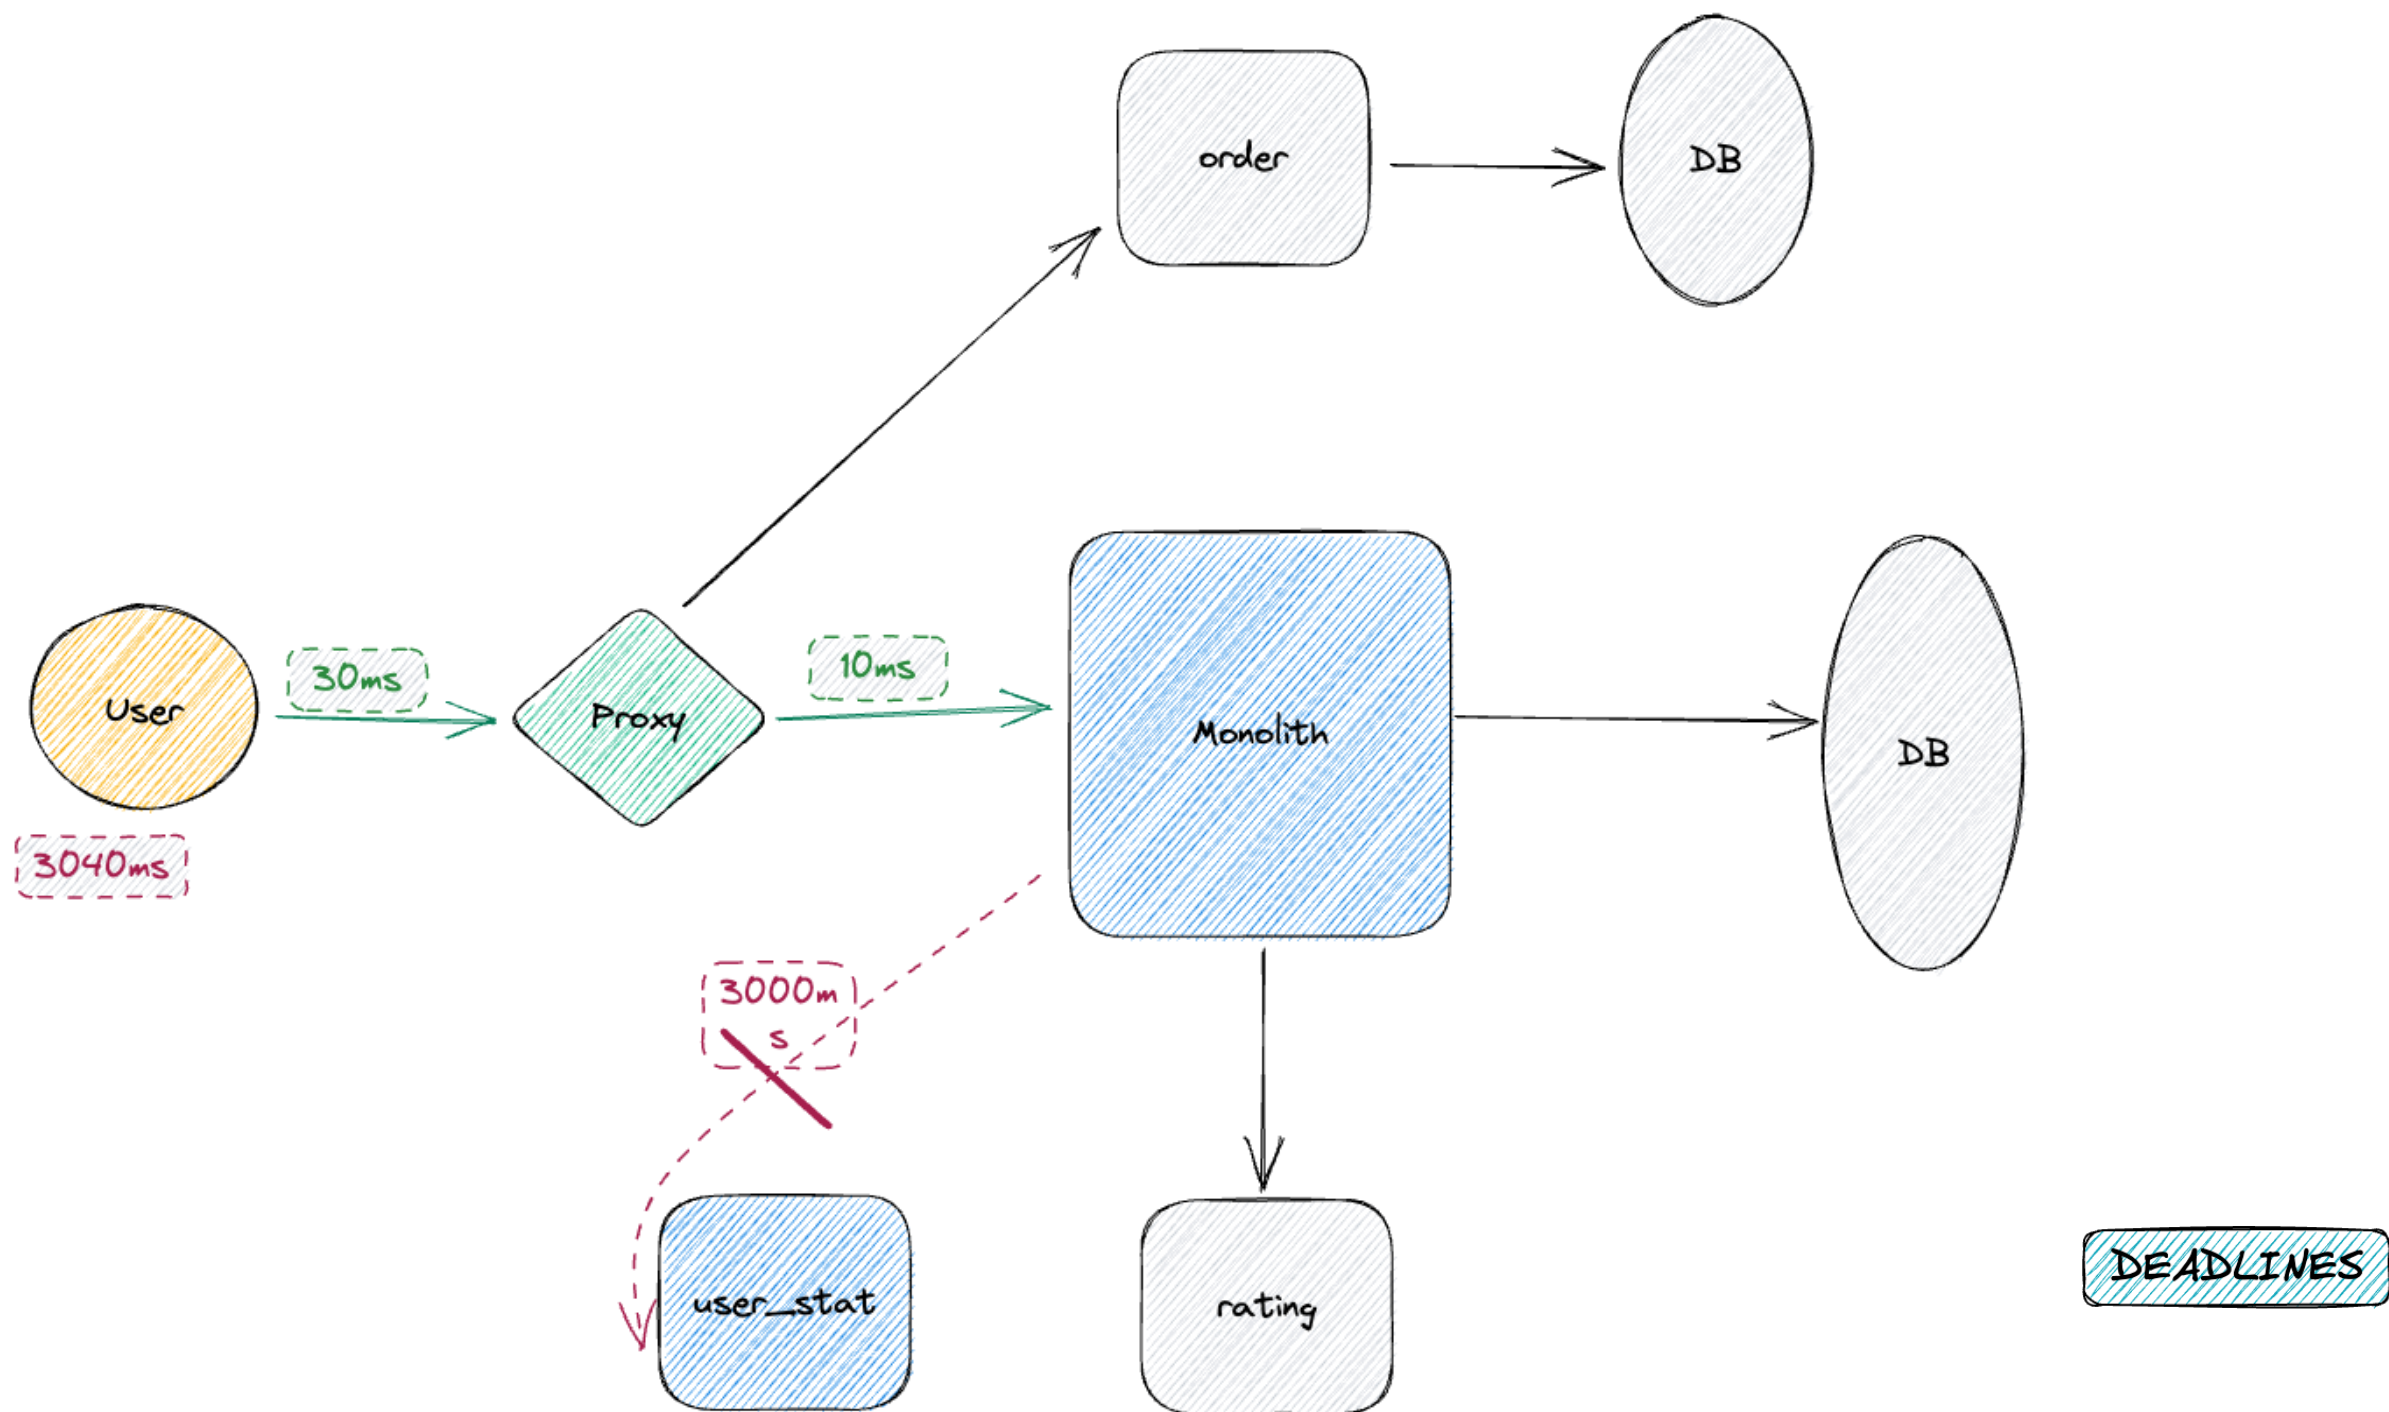 order
DB
30ms
10ms
User
Proxy
Monolith
DB
3040ms
3000m
s
user_stat
rating
DEADLINES